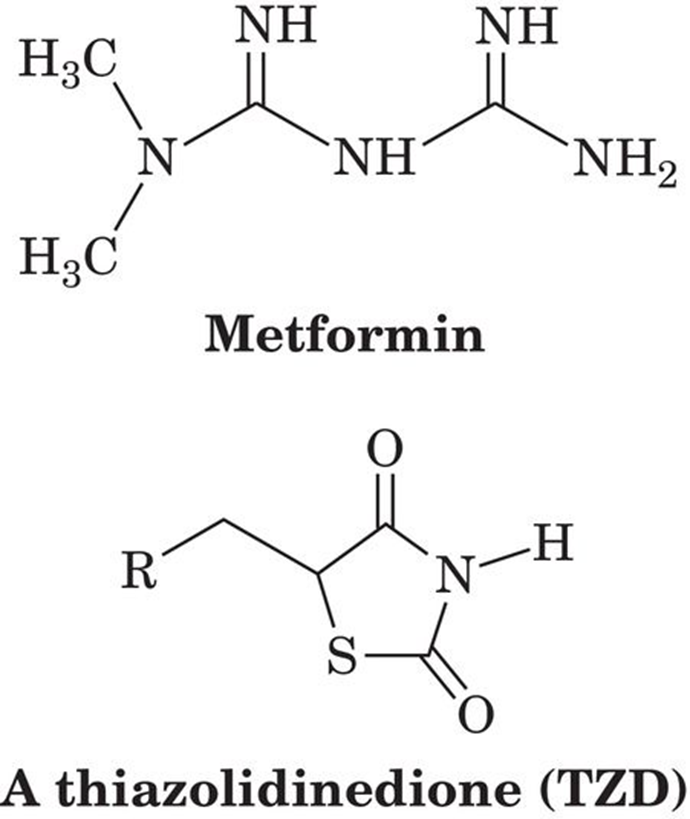 NH NH
H₃C
N NH NH₂
H₃C
Metformin
O
R N H
S
O
A thiazolidinedione (TZD)